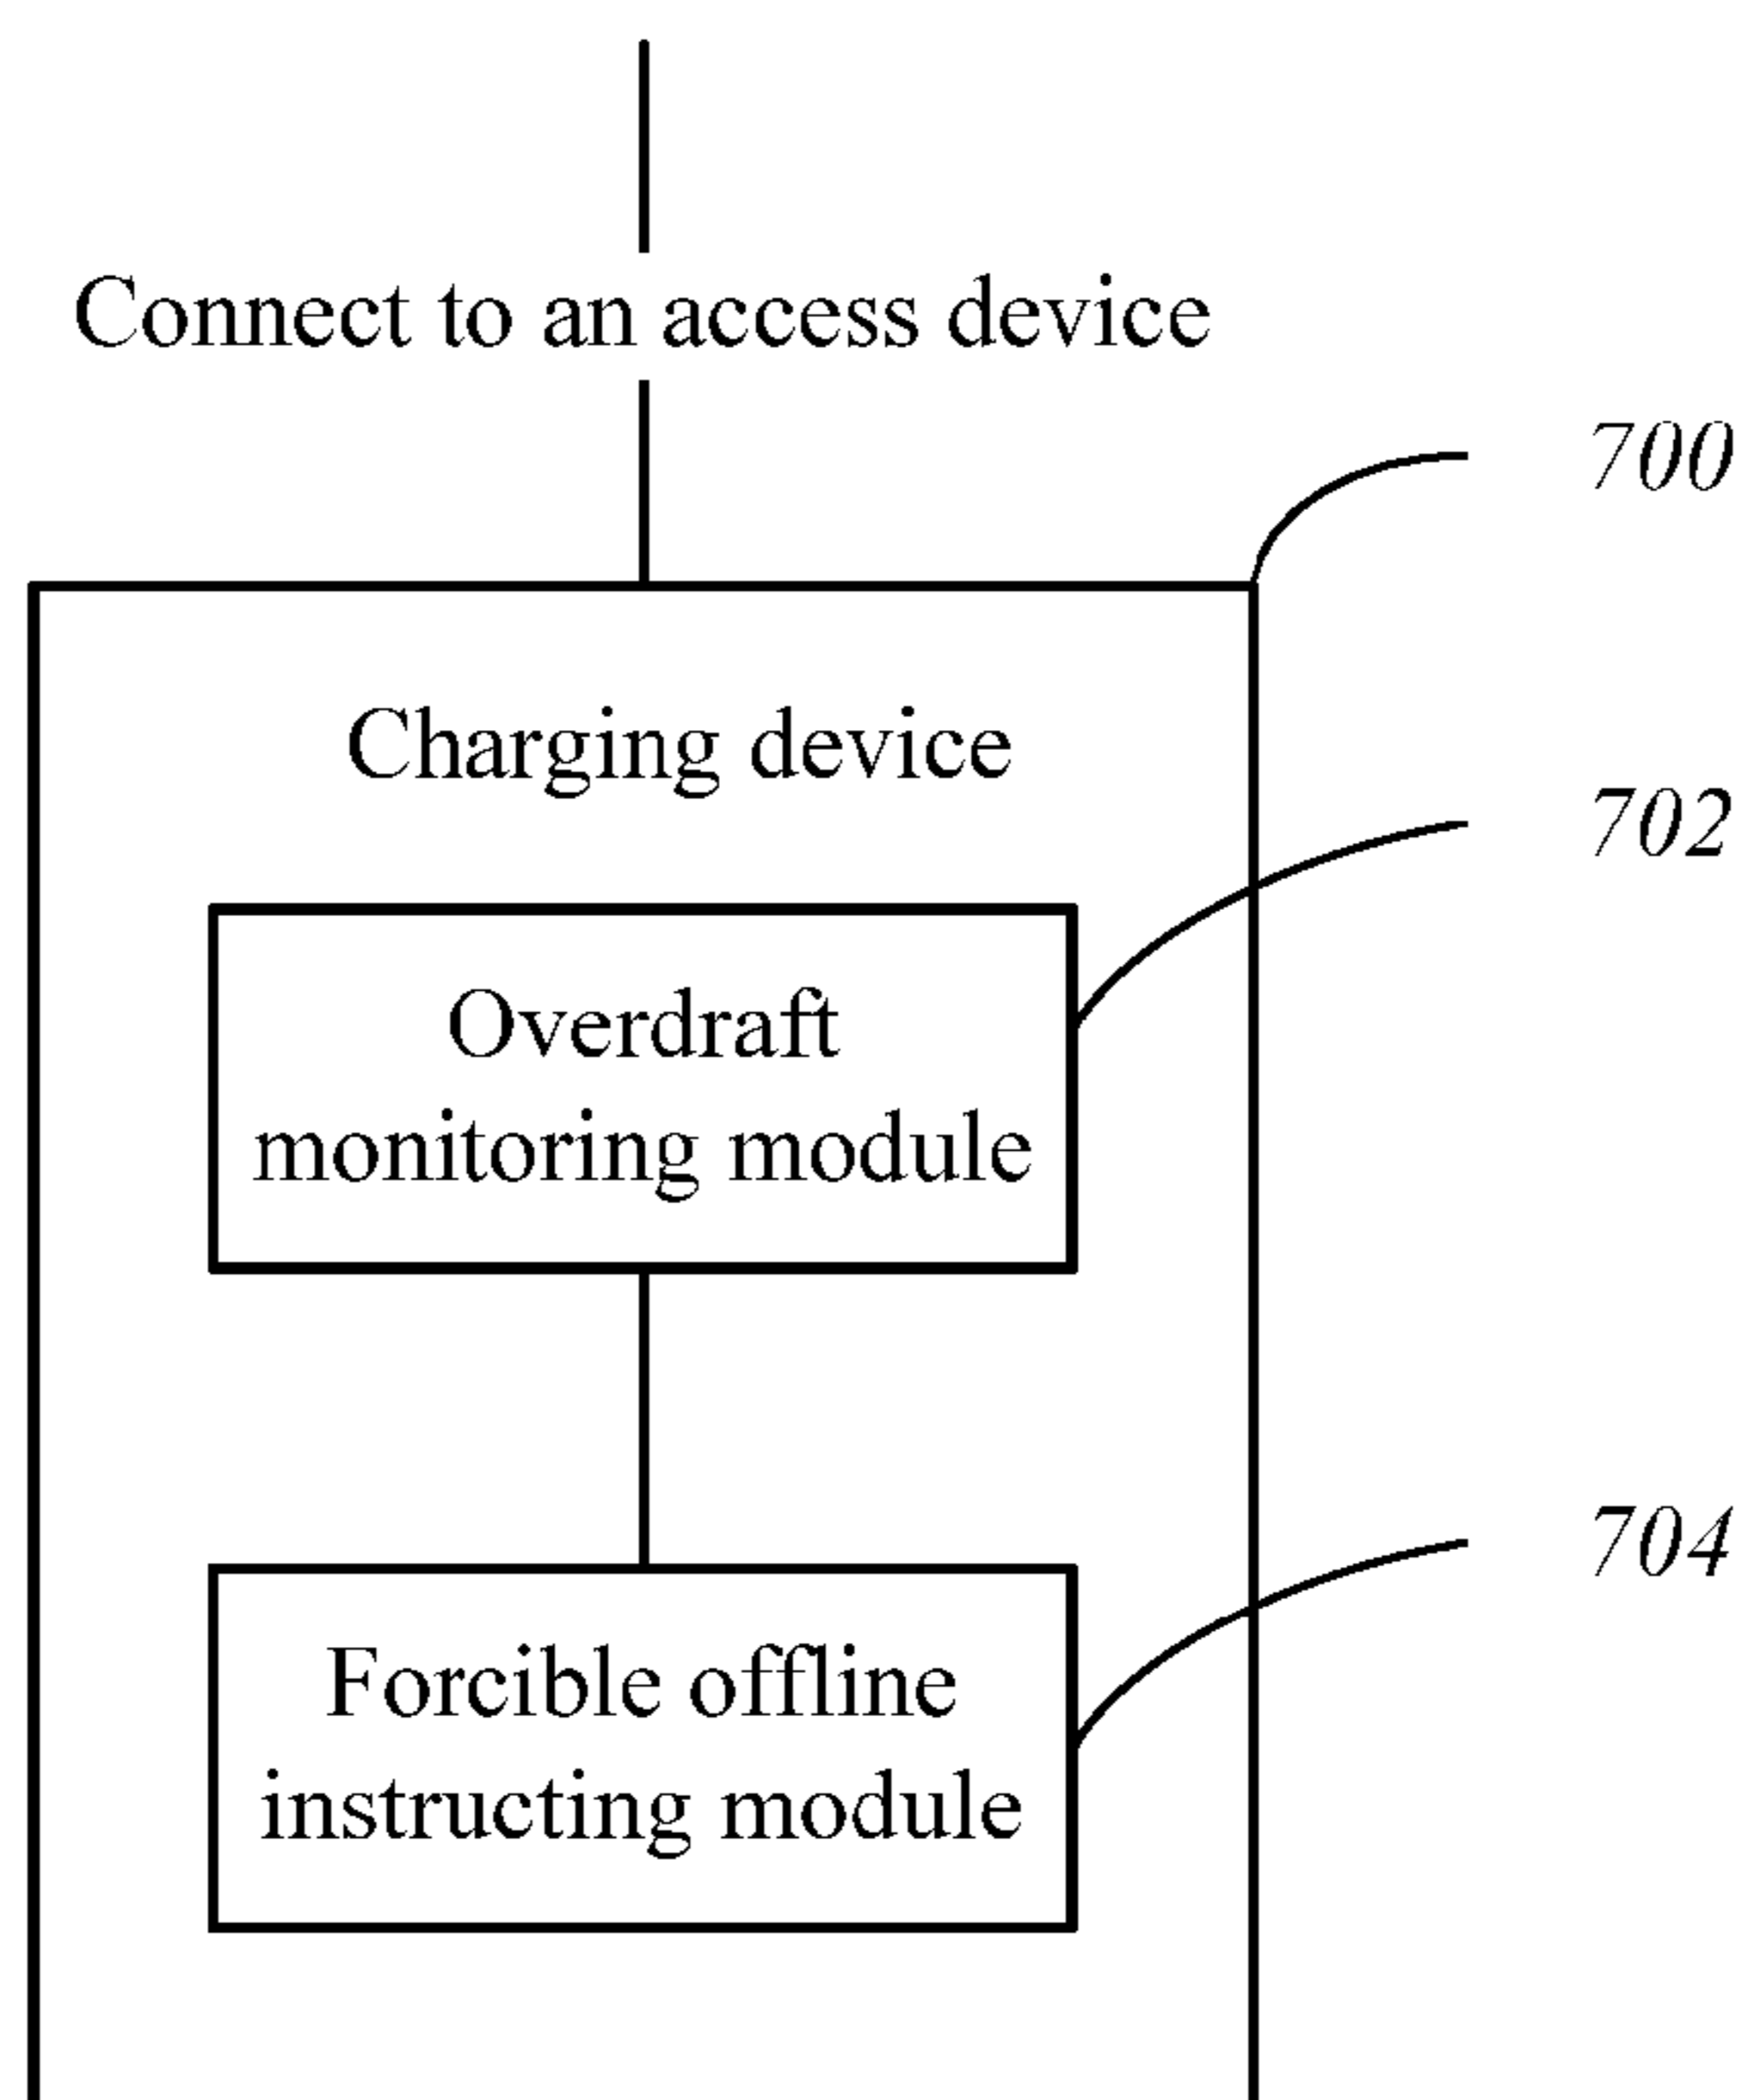 Connect to an access device
700
Charging device
702
Overdraft
monitoring module
704
Forcible offline
instructing module